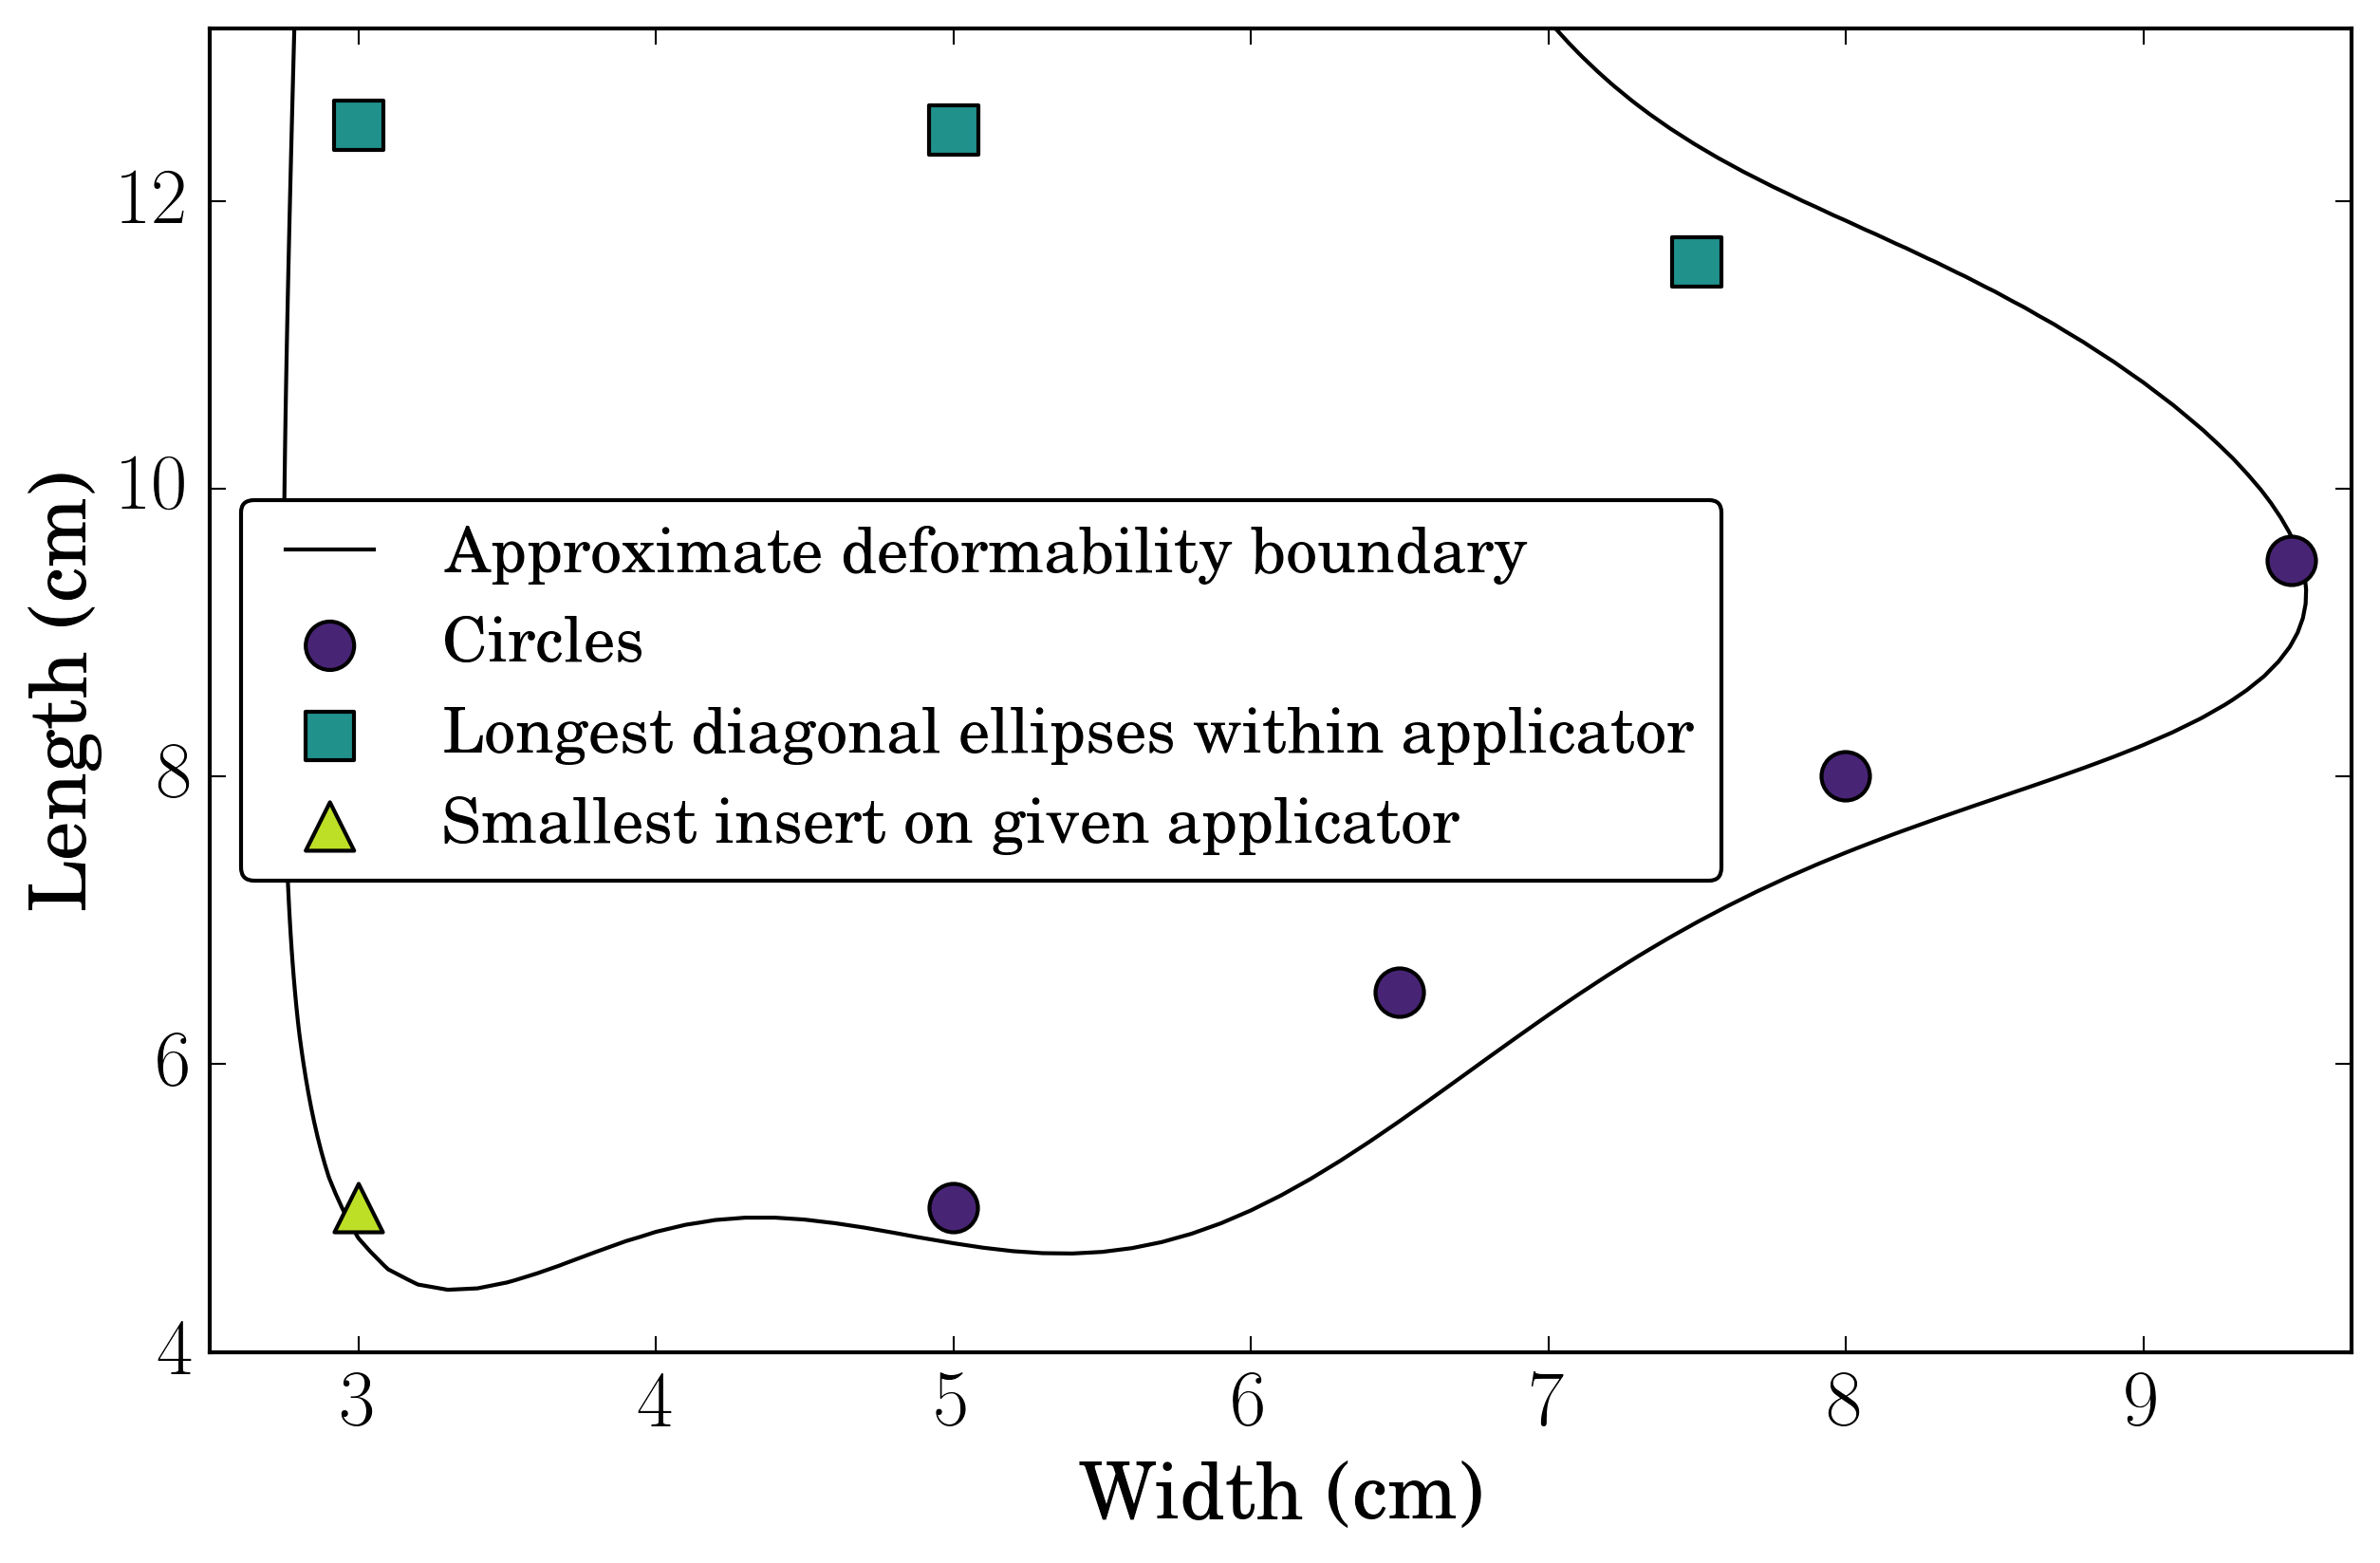 12
10
8
6
4
Length (cm)
Approximate deformability boundary
Circles
Longest diagonal ellipses within applicator
Smallest insert on given applicator
3 4 5 6 7 8 9
Width (cm)